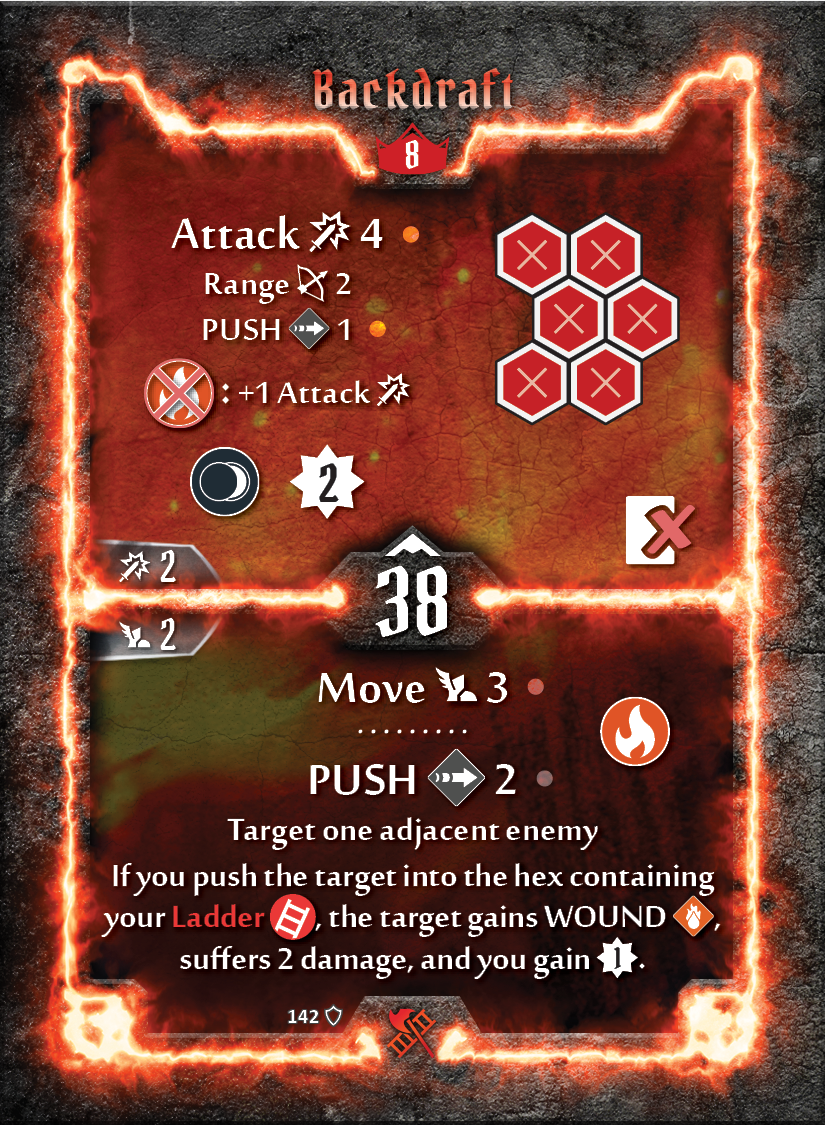 Backdraft
8
Attack 4
Range 2
PUSH 1
: +1 Attack
2
2
38
2
Move 3
PUSH 2
Target one adjacent enemy
If you push the target into the hex containing
your Ladder , the target gains WOUND ,
suffers 2 damage, and you gain 1 .
142